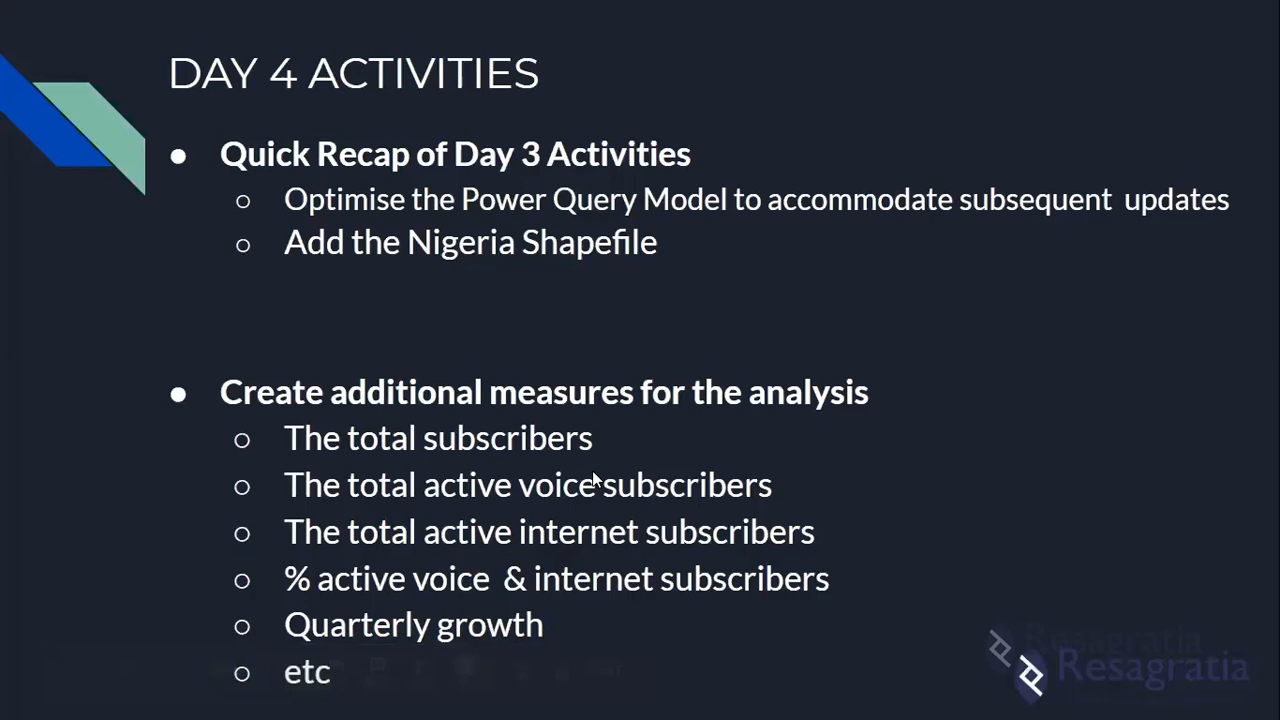 DAY 4 ACTIVITIES
● Quick Recap of Day 3 Activities
○ Optimise the Power Query Model to accommodate subsequent updates
○ Add the Nigeria Shapefile
● Create additional measures for the analysis
○ The total subscribers
○ The total active voice subscribers
○ The total active internet subscribers
○ % active voice & internet subscribers
○ Quarterly growth
○ etc
Resagratia
Resagratia